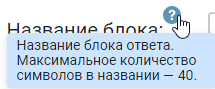 Название блока: ?
Название блока ответа.
Максимальное количество
символов в названии — 40.